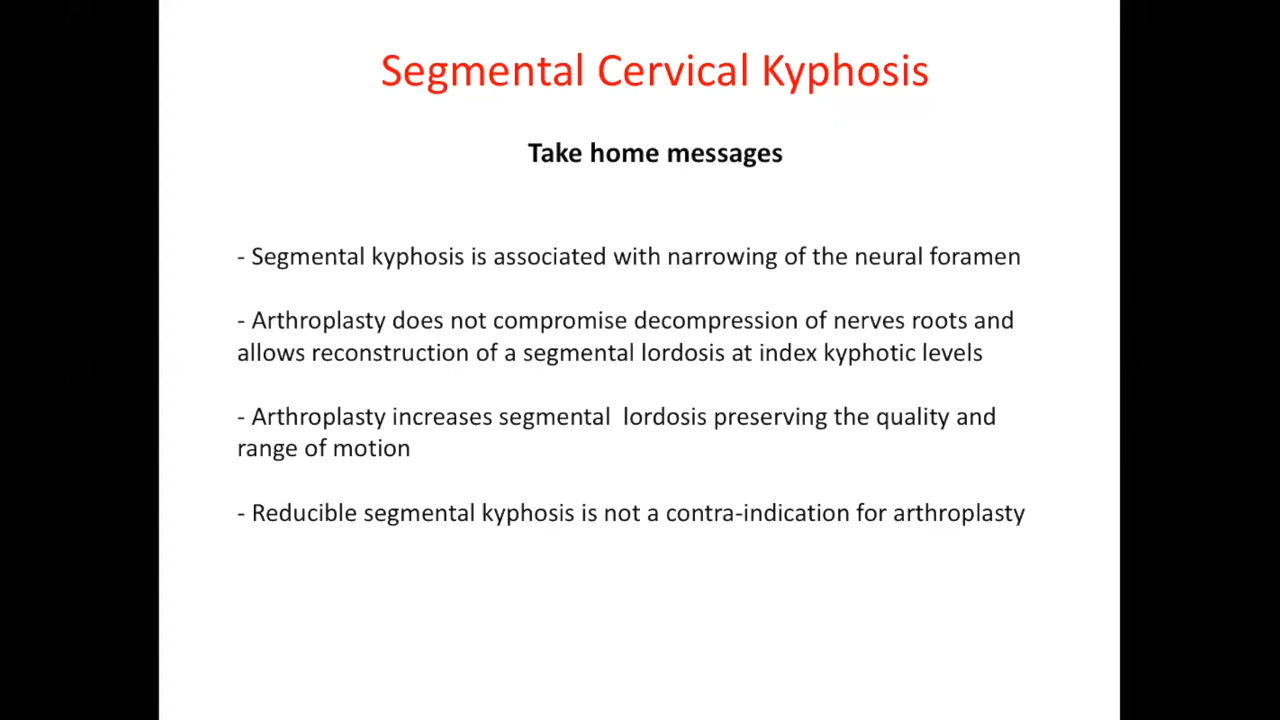 Segmental Cervical Kyphosis
Take home messages
- Segmental kyphosis is associated with narrowing of the neural foramen
- Arthroplasty does not compromise decompression of nerves roots and
allows reconstruction of a segmental lordosis at index kyphotic levels
- Arthroplasty increases segmental  lordosis preserving the quality and
range of motion
- Reducible segmental kyphosis is not a contra-indication for arthroplasty